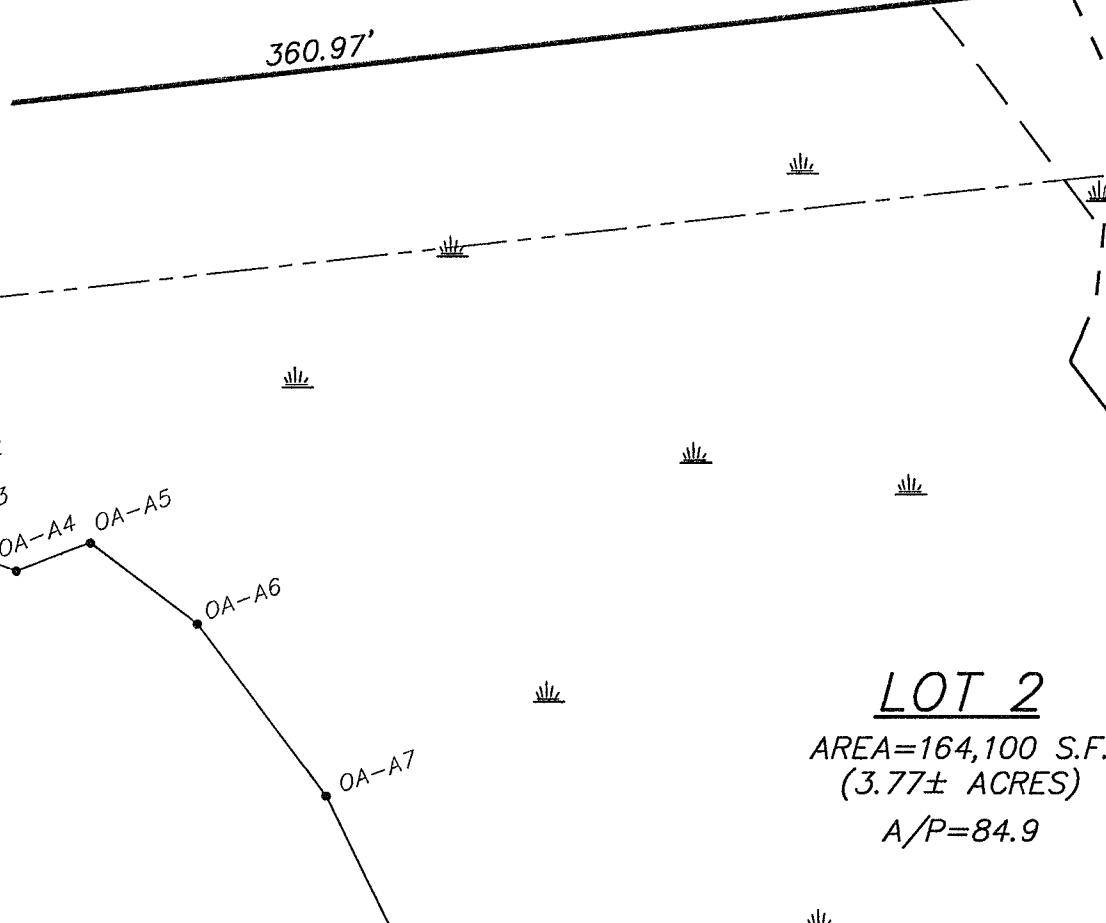 360.97'
3
OA-A4
OA-A5
OA-A6
OA-A7
LOT 2
AREA=164,100 S.F.
(3.77± ACRES)
A/P=84.9